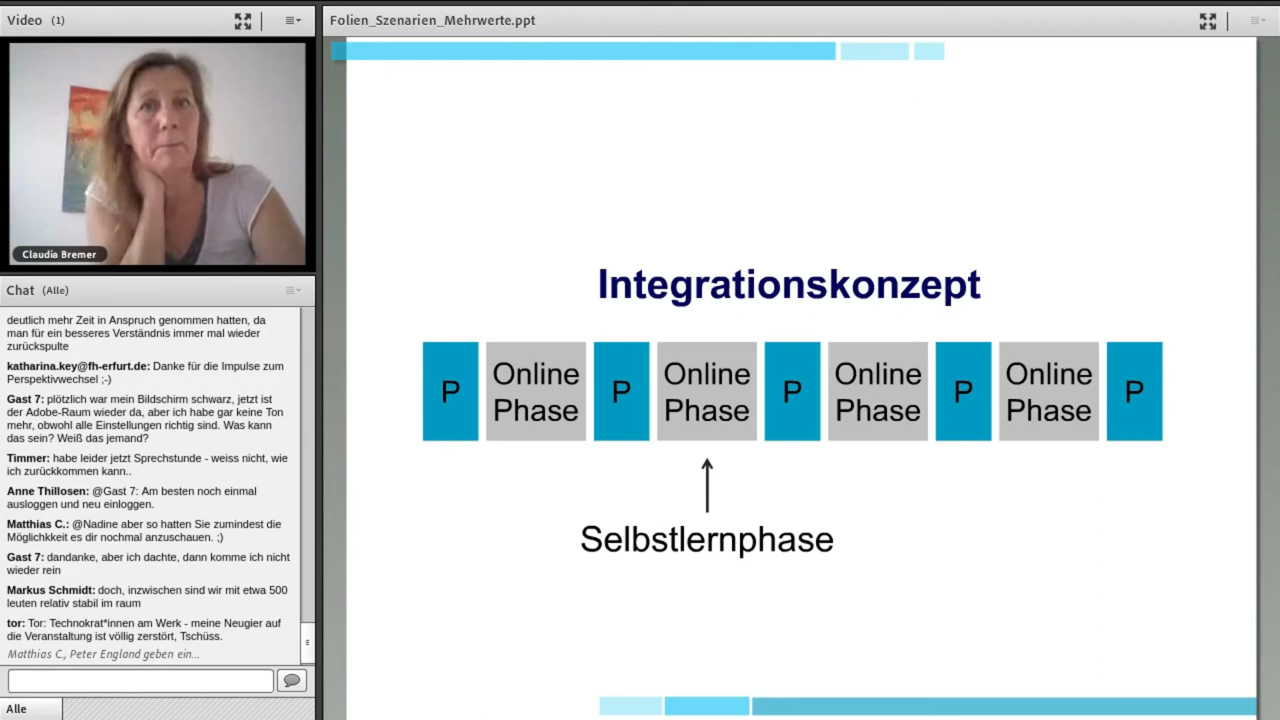 Video (1)
Claudia Bremer
Chat (Alle)
deutlich mehr Zeit in Anspruch genommen hatten, da
man für ein besseres Verständnis immer mal wieder
zurückspulte
katharina.key@fh-erfurt.de: Danke für die Impulse zum
Perspektivwechsel ;-)
Gast 7: plötzlich war mein Bildschirm schwarz, jetzt ist
der Adobe-Raum wieder da, aber ich habe gar keine Ton
mehr, obwohl alle Einstellungen richtig sind. Was kann
das sein? Weiß das jemand?
Timmer: habe leider jetzt Sprechstunde - weiss nicht, wie
ich zurückkommen kann..
Anne Thillosen: @Gast 7: Am besten noch einmal
ausloggen und neu einloggen.
Matthias C.: @Nadine aber so hatten Sie zumindest die
Möglichkkeit es dir nochmal anzuschauen. ;)
Gast 7: dandanke, aber ich dachte, dann komme ich nicht
wieder rein
Markus Schmidt: doch, inzwischen sind wir mit etwa 500
leuten relativ stabil im raum
tor: Tor: Technokrat*innen am Werk - meine Neugier auf
die Veranstaltung ist völlig zerstört, Tschüss.
Matthias C., Peter England geben ein...
Alle
Folien_Szenarien_Mehrwerte.ppt
Integrationskonzept
P
Online
Phase
P
Online
Phase
P
Online
Phase
P
Online
Phase
P
Selbstlernphase